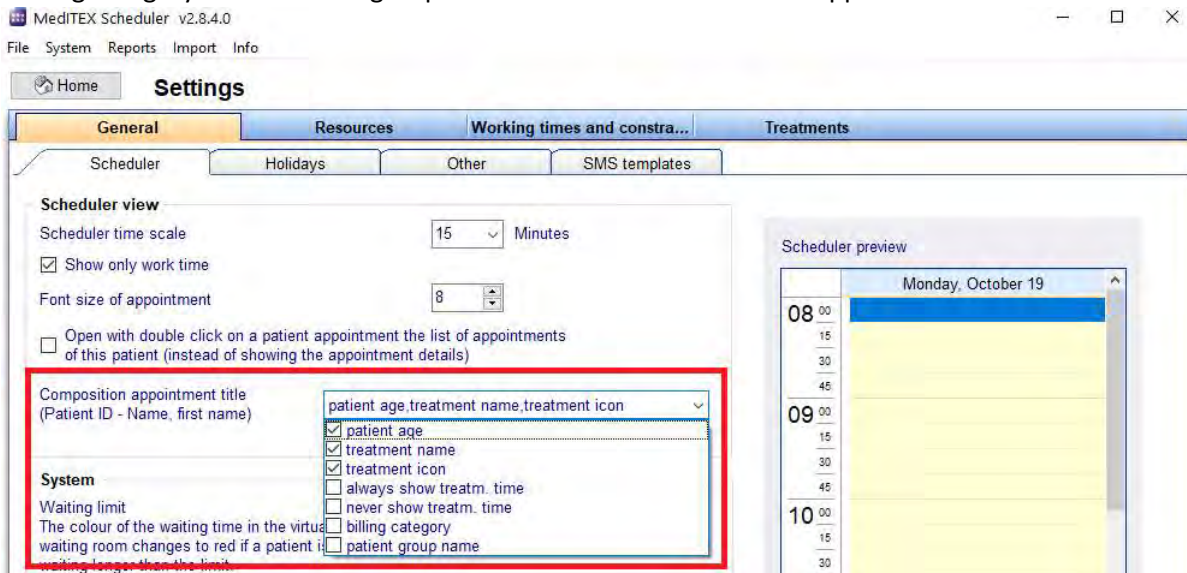 MedITEX Scheduler v2.8.4.0
File System Reports Import Info
Home Settings
General Resources Working times and constra... Treatments
Scheduler Holidays Other SMS templates
Scheduler view
Scheduler time scale 15 Minutes
Show only work time
Font size of appointment 8
Open with double click on a patient appointment the list of appointments
of this patient (instead of showing the appointment details)
Composition appointment title
(Patient ID - Name, first name)
patient age,treatment name,treatment icon
patient age
treatment name
treatment icon
always show treatm. time
never show treatm. time
billing category
patient group name
System
Waiting limit
The colour of the waiting time in the virtua
waiting room changes to red if a patient i
waiting longer than the limit.
Scheduler preview
Monday, October 19
08 00
15
30
45
09 00
15
30
45
10 00
15
30